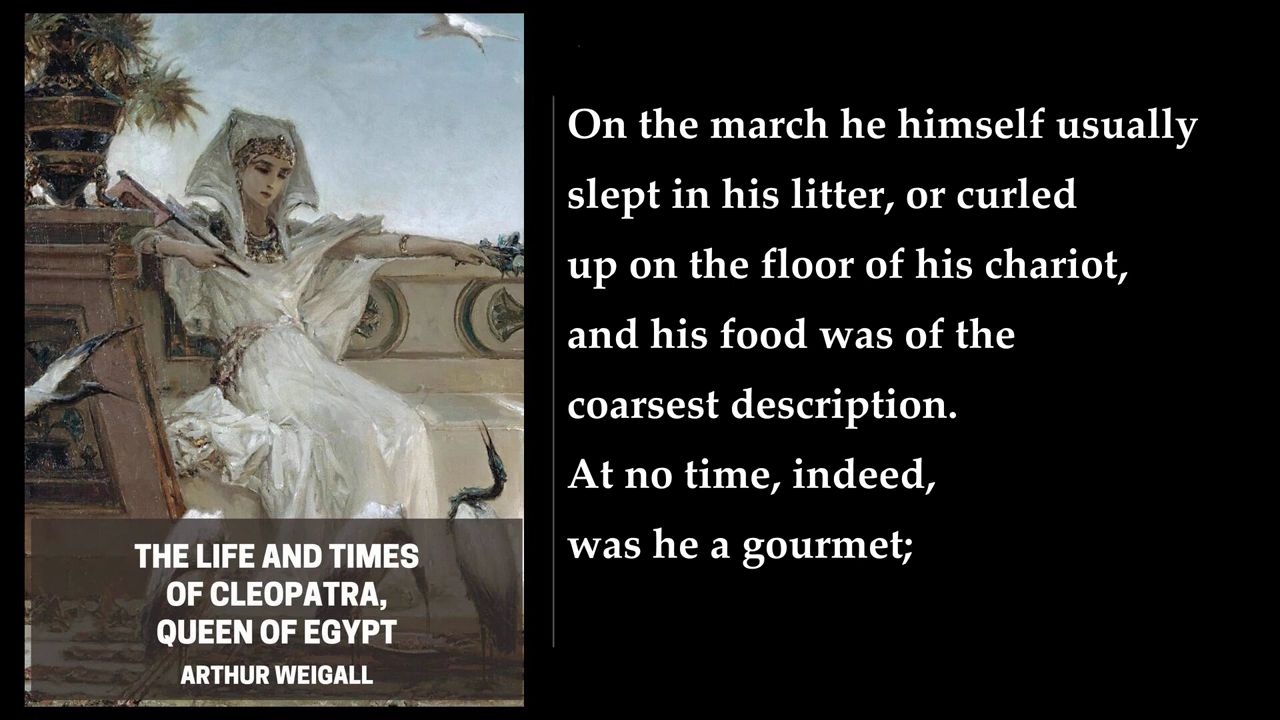 THE LIFE AND TIMES
OF CLEOPATRA,
QUEEN OF EGYPT
ARTHUR WEIGALL
On the march he himself usually
slept in his litter, or curled
up on the floor of his chariot,
and his food was of the
coarsest description.
At no time, indeed,
was he a gourmet;